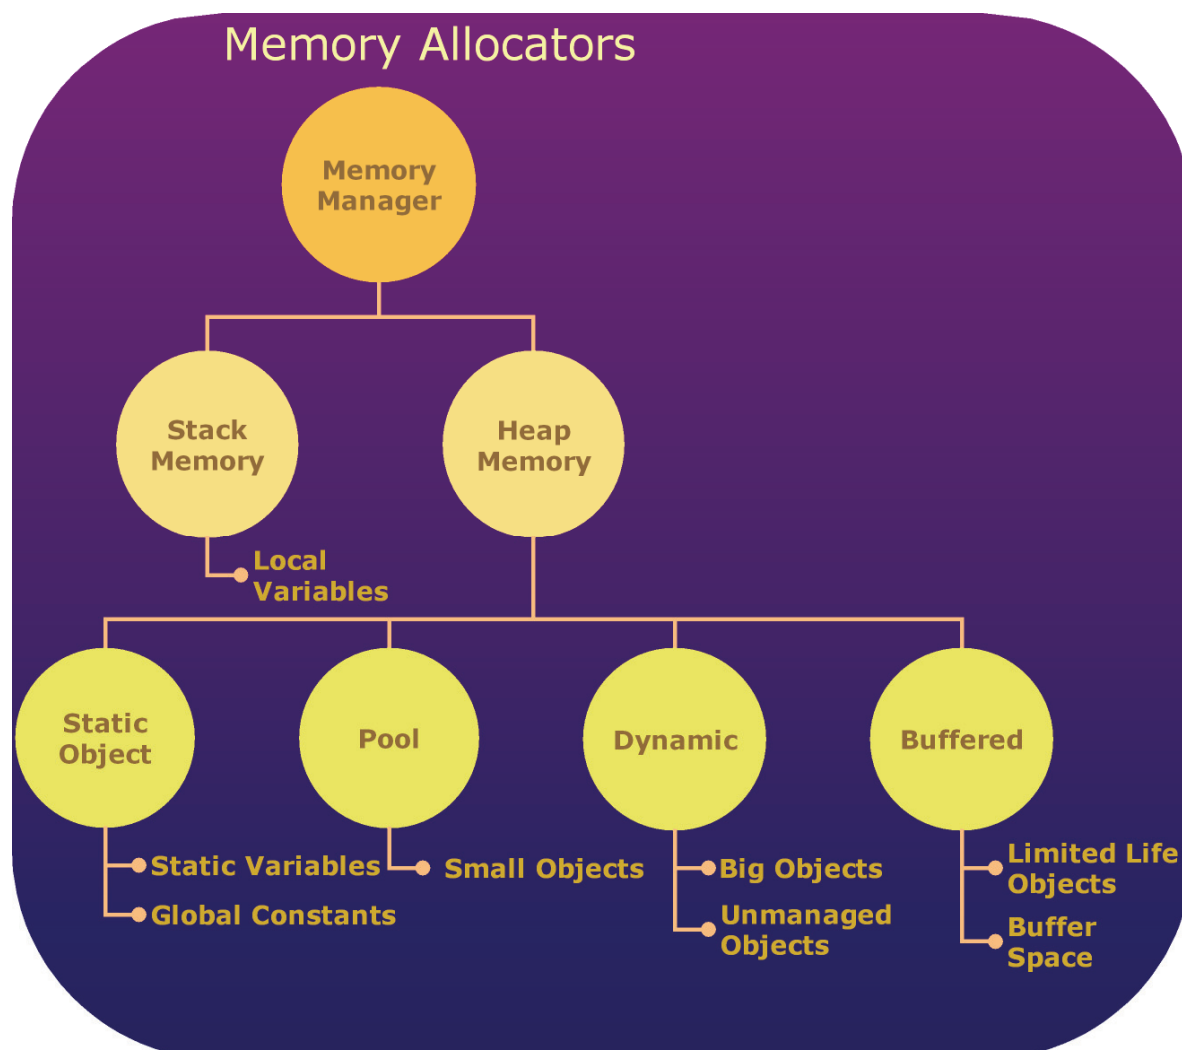 Memory Allocators
Memory
Manager
Stack
Memory
Heap
Memory
Local
Variables
Static
Object
Pool
Dynamic
Buffered
Static Variables
Global Constants
Small Objects
Big Objects
Unmanaged
Objects
Limited Life
Objects
Buffer
Space